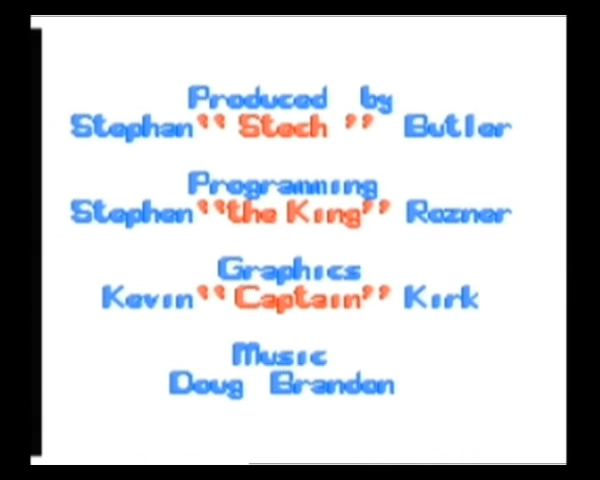 Produced by
Stephan "Stech" Butler
Programming
Stephen "the King" Rozner
Graphics
Kevin "Captain" Kirk
Music
Doug Brandon